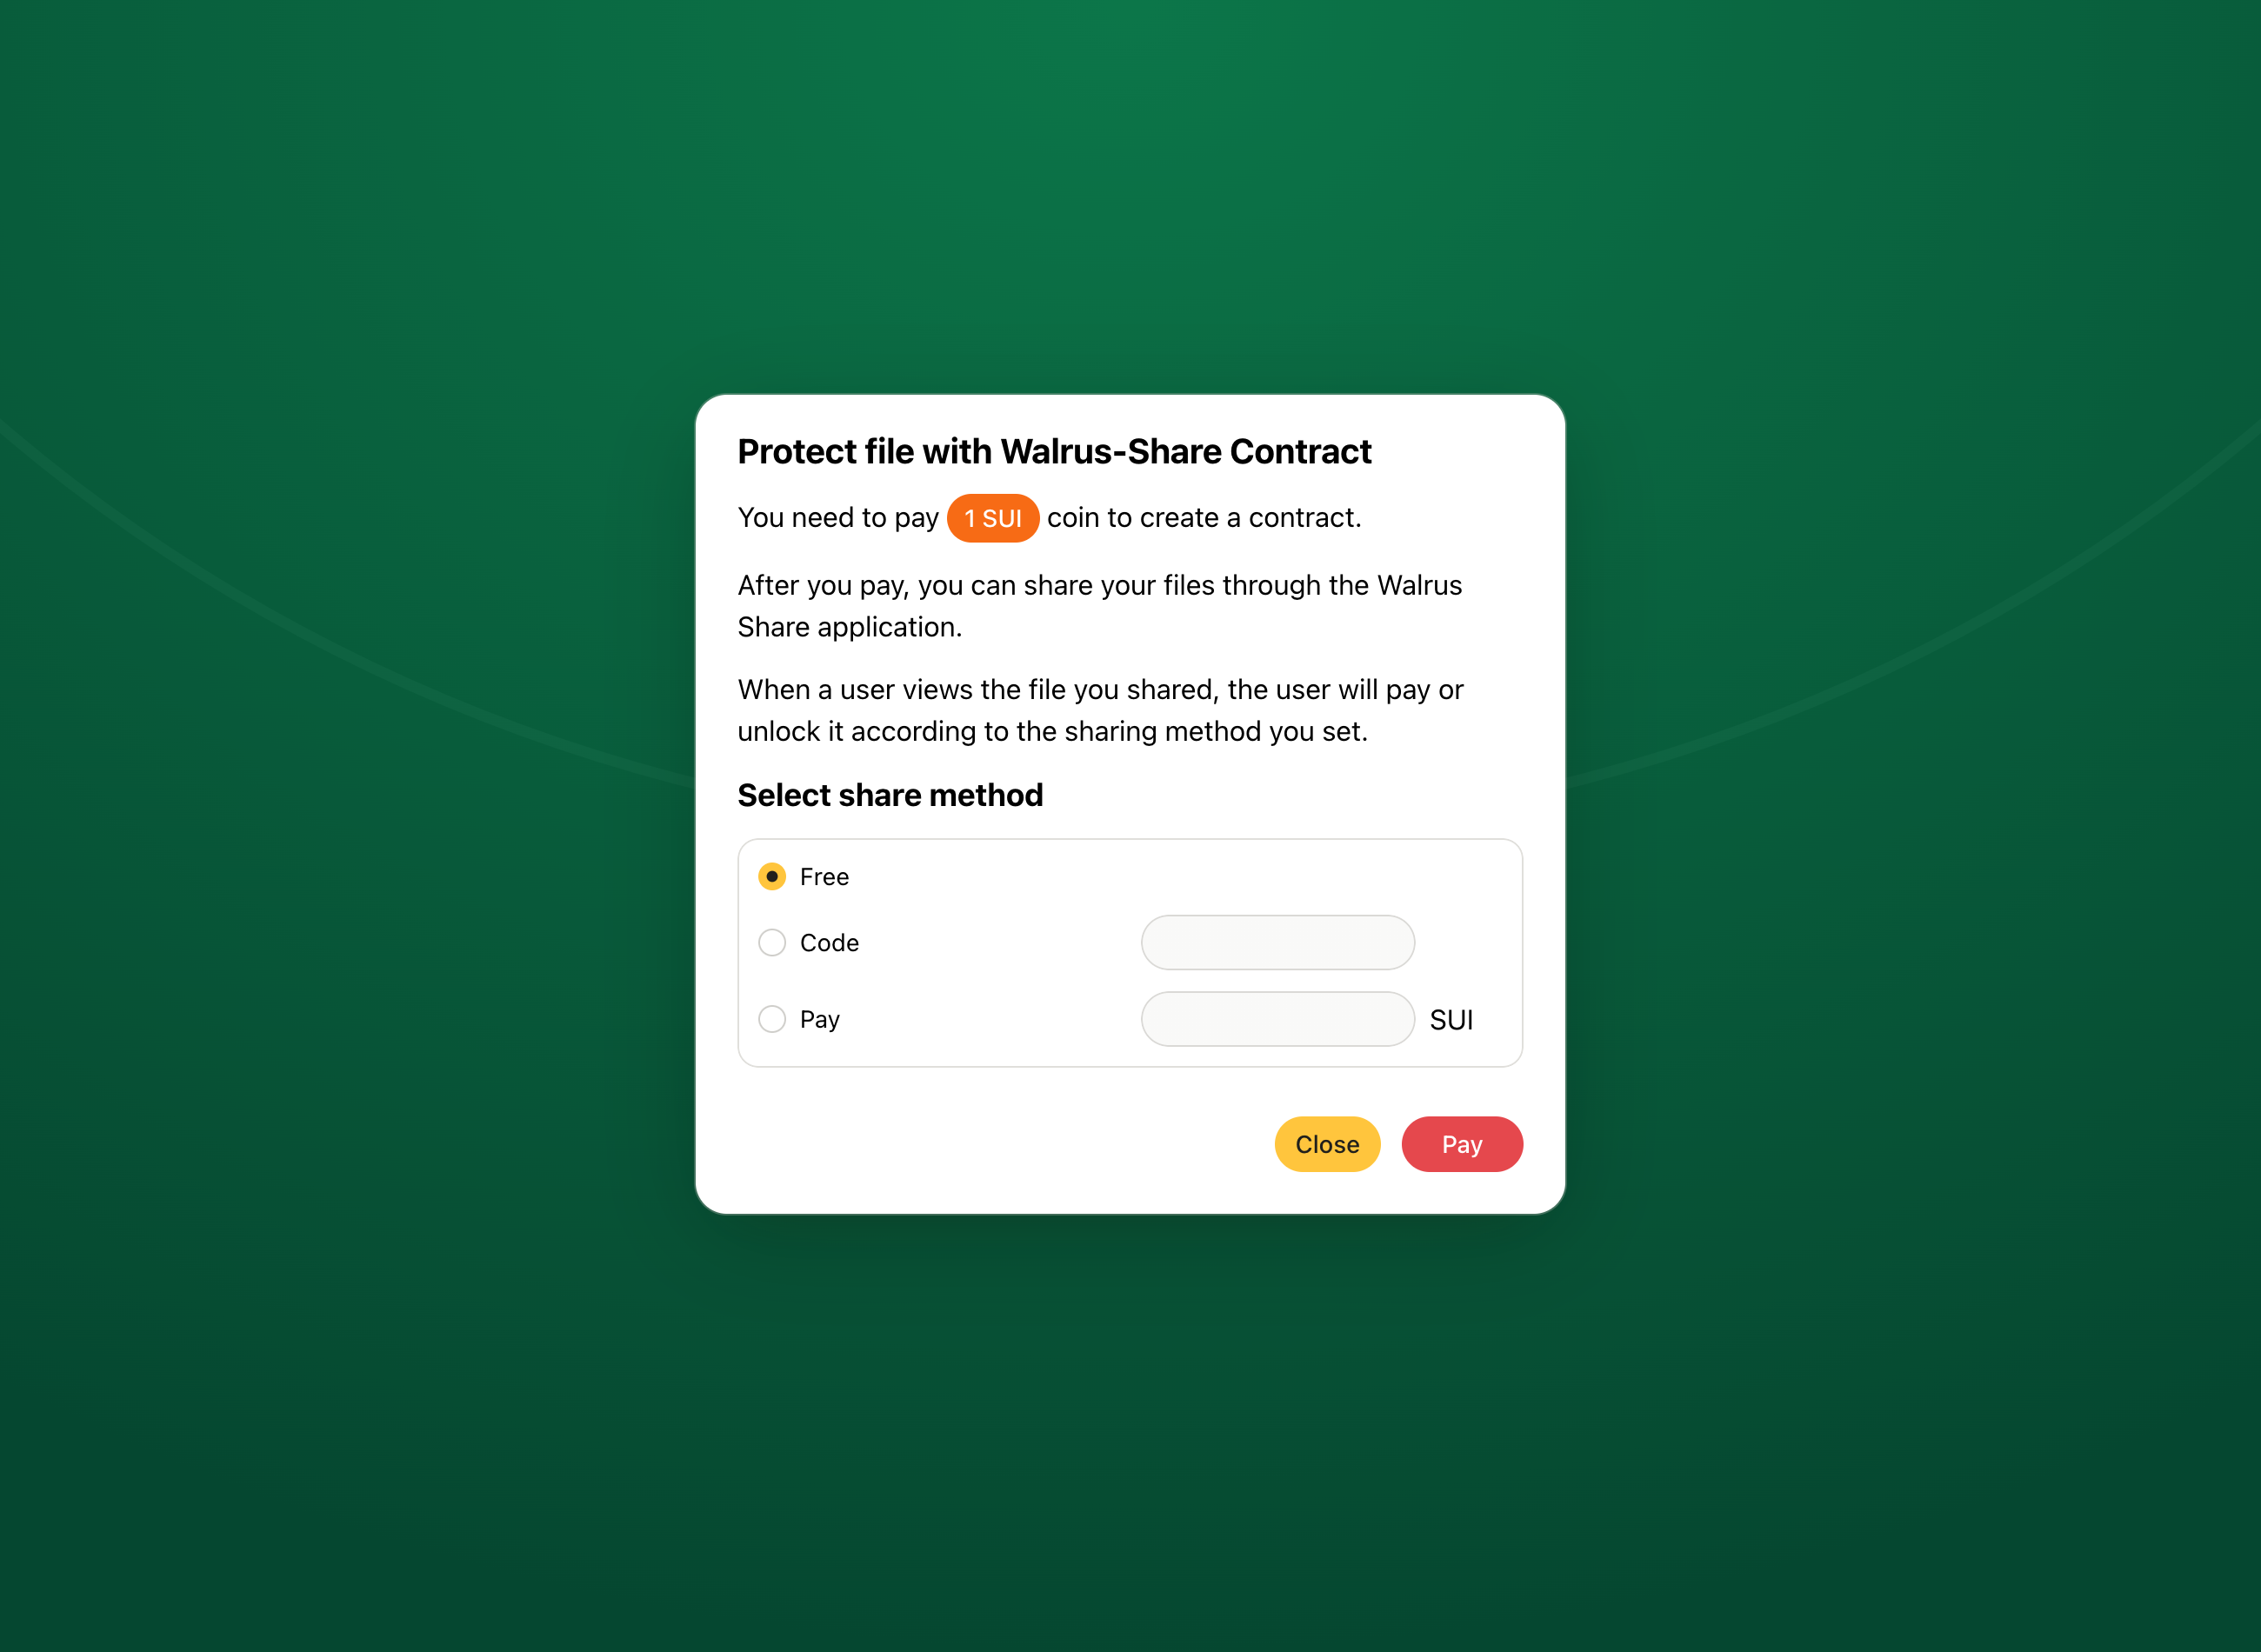 Protect file with Walrus-Share Contract
You need to pay 1 SUI coin to create a contract.
After you pay, you can share your files through the Walrus
Share application.
When a user views the file you shared, the user will pay or
unlock it according to the sharing method you set.
Select share method
Free
Code
Pay SUI
Close Pay